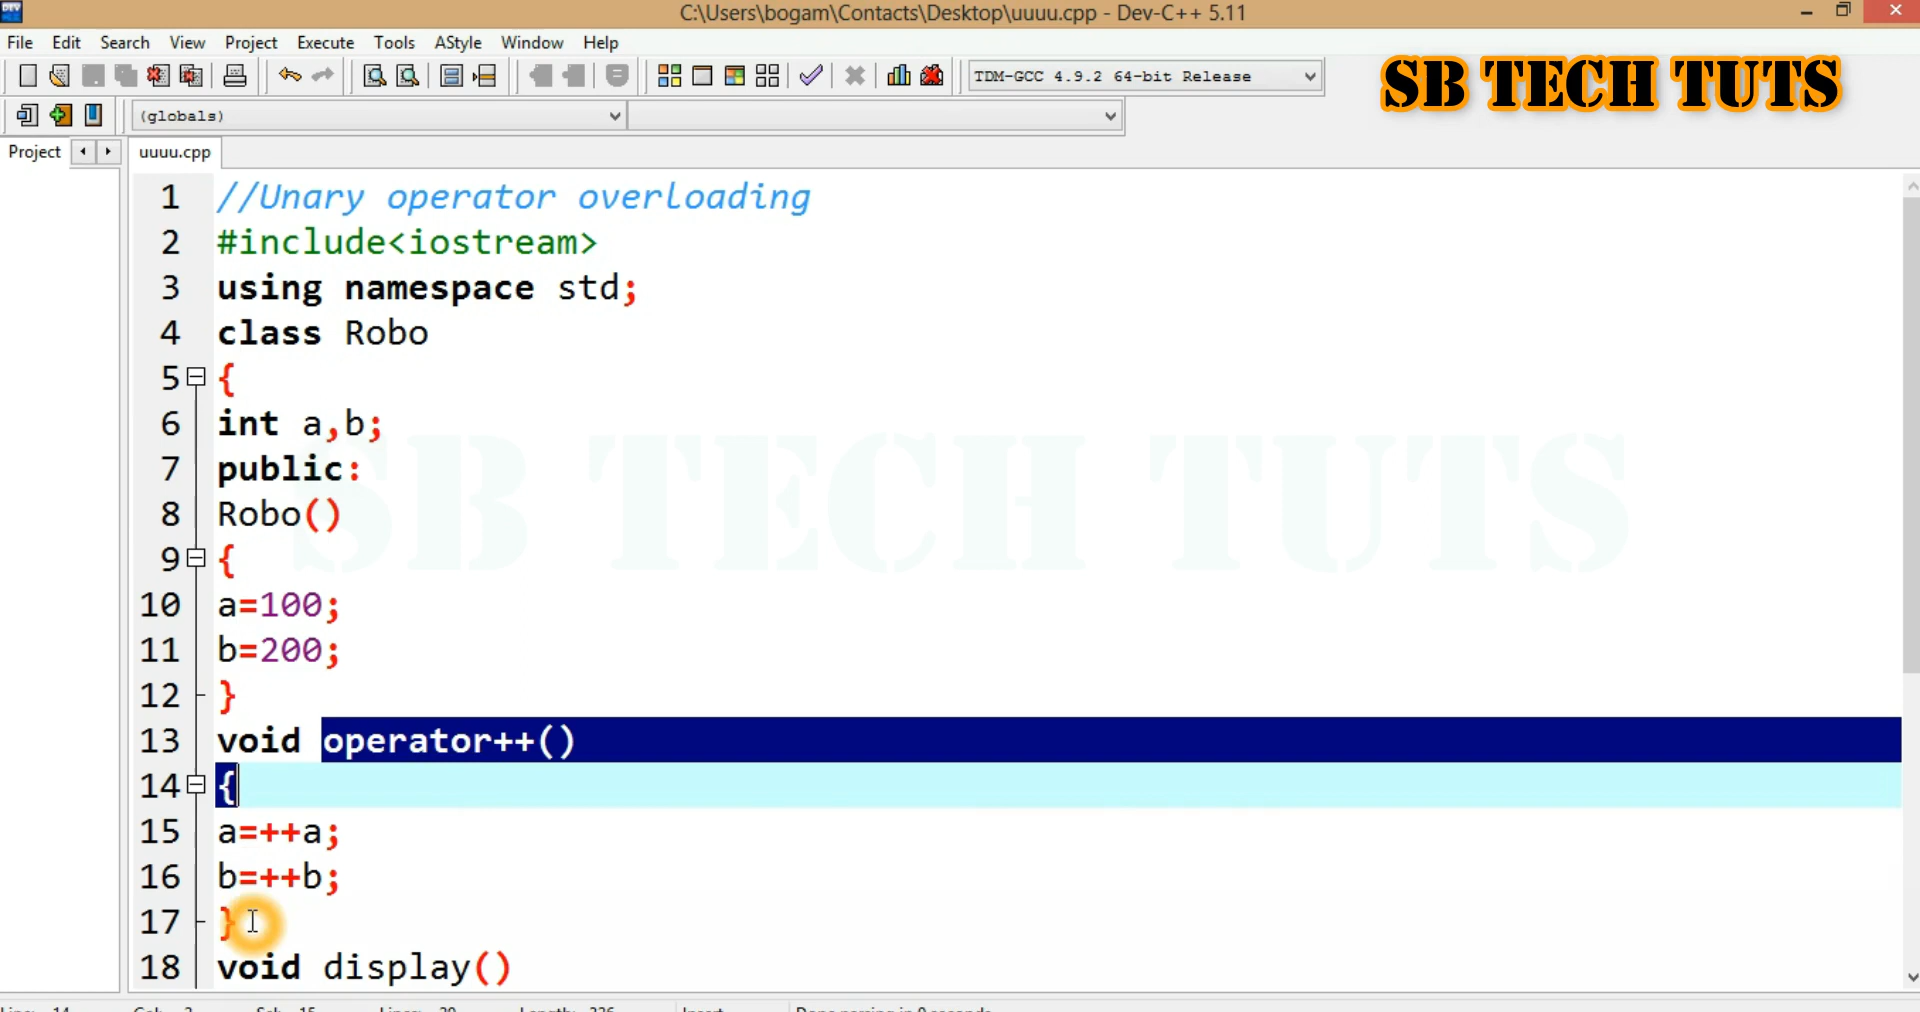 C:\Users\bogam\Contacts\Desktop\uuuu.cpp - Dev-C++ 5.11
File Edit Search View Project Execute Tools AStyle Window Help
TDM-GCC 4.9.2 64-bit Release
SB TECH TUTS
(globals)
Project
uuuu.cpp
1 //Unary operator overloading
2 #include<iostream>
3 using namespace std;
4 class Robo
5 {
6 int a,b;
7 public:
8 Robo()
9 {
10 a=100;
11 b=200;
12 }
13 void operator++()
14 {
15 a=++a;
16 b=++b;
17 }
18 void display()
SB TECH TUTS